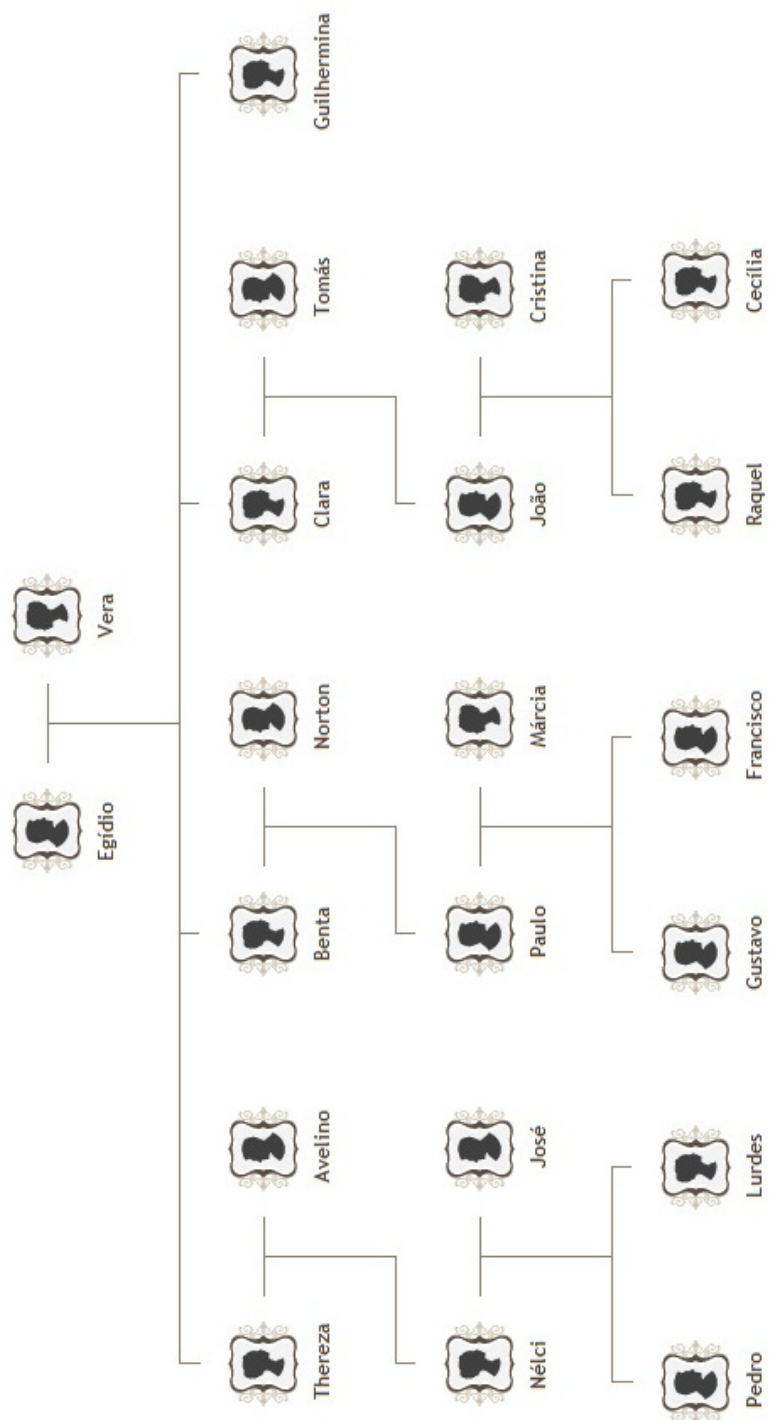 Egídio
Vera
Thereza
Avelino
Benta
Norton
Clara
Tomás
Guilhermina
Nélci
José
Paulo
Márcia
João
Cristina
Pedro
Lurdes
Gustavo
Francisco
Raquel
Cecília